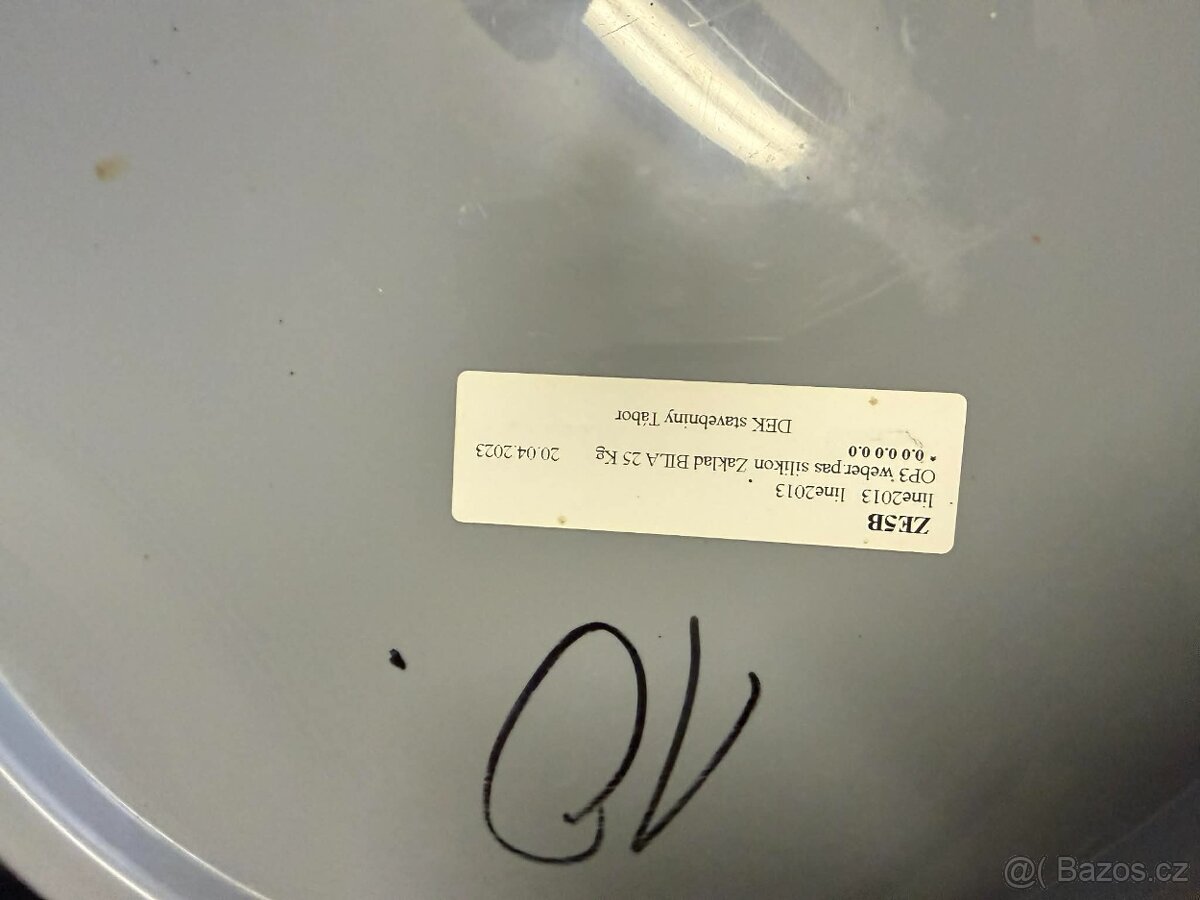 ZE5B
line2013 line2013
OP3 weber.pas silikon Zaklad BILA 25 Kg 20.04.2023
* 0.0 0.0.0.0
DEK stavebniny Tábor
@( Bazos.cz